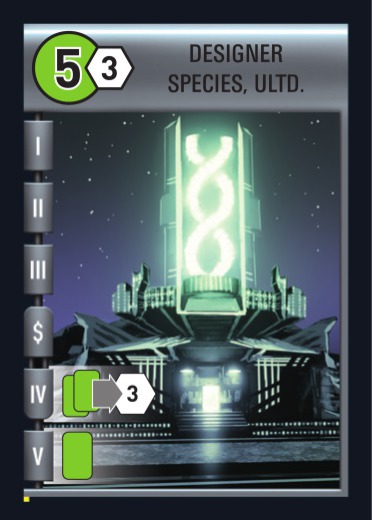 5 3
DESIGNER
SPECIES, ULTD.
I
II
III
$
IV 3
V